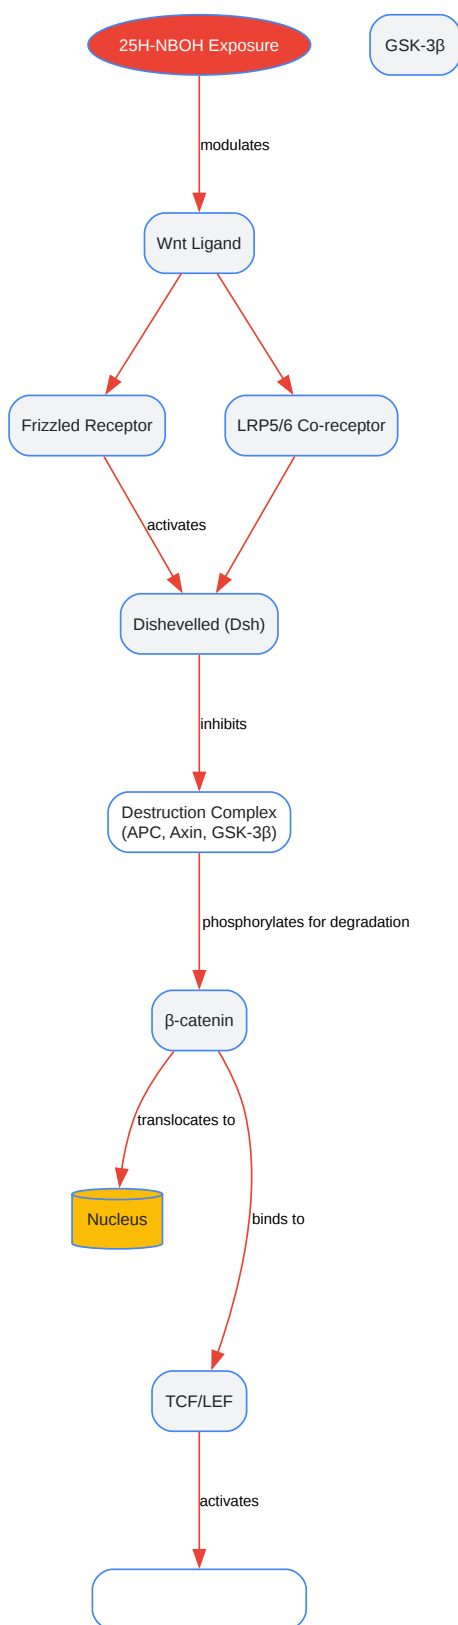 25H-NBOH Exposure
GSK-3β
modulates
Wnt Ligand
Frizzled Receptor
LRP5/6 Co-receptor
activates
Dishevelled (Dsh)
inhibits
Destruction Complex
(APC, Axin, GSK-3β)
phosphorylates for degradation
β-catenin
translocates to
Nucleus
binds to
TCF/LEF
activates